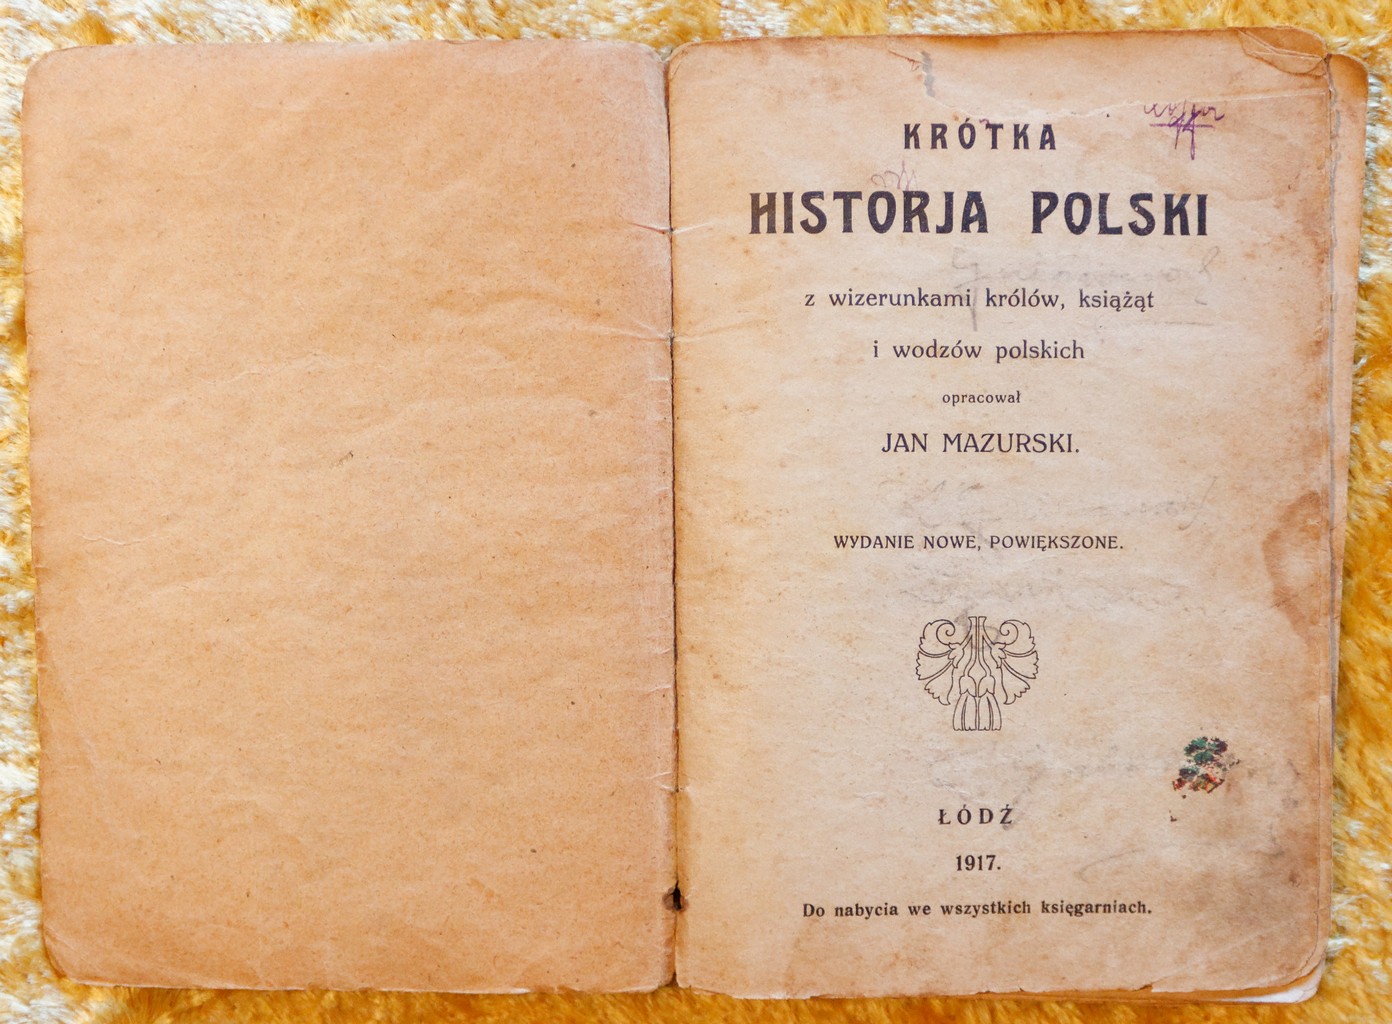 KRÓTKA
HISTORJA POLSKI
z wizerunkami królów, książąt
i wodzów polskich
opracował
JAN MAZURSKI.
WYDANIE NOWE, POWIĘKSZONE.
ŁÓDŹ
1917.
Do nabycia we wszystkich księgarniach.